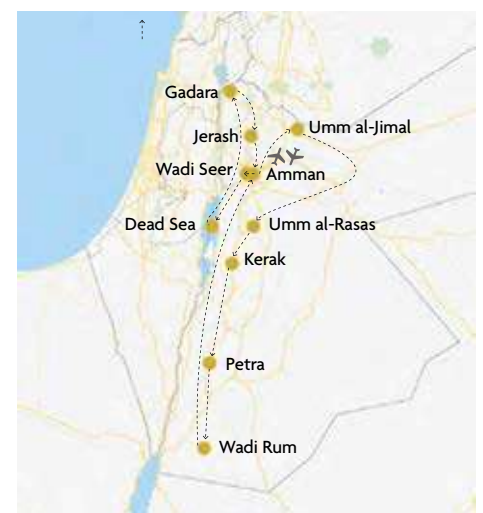 Gadara
Jerash
Umm al-Jimal
Wadi Seer
Amman
Dead Sea
Umm al-Rasas
Kerak
Petra
Wadi Rum